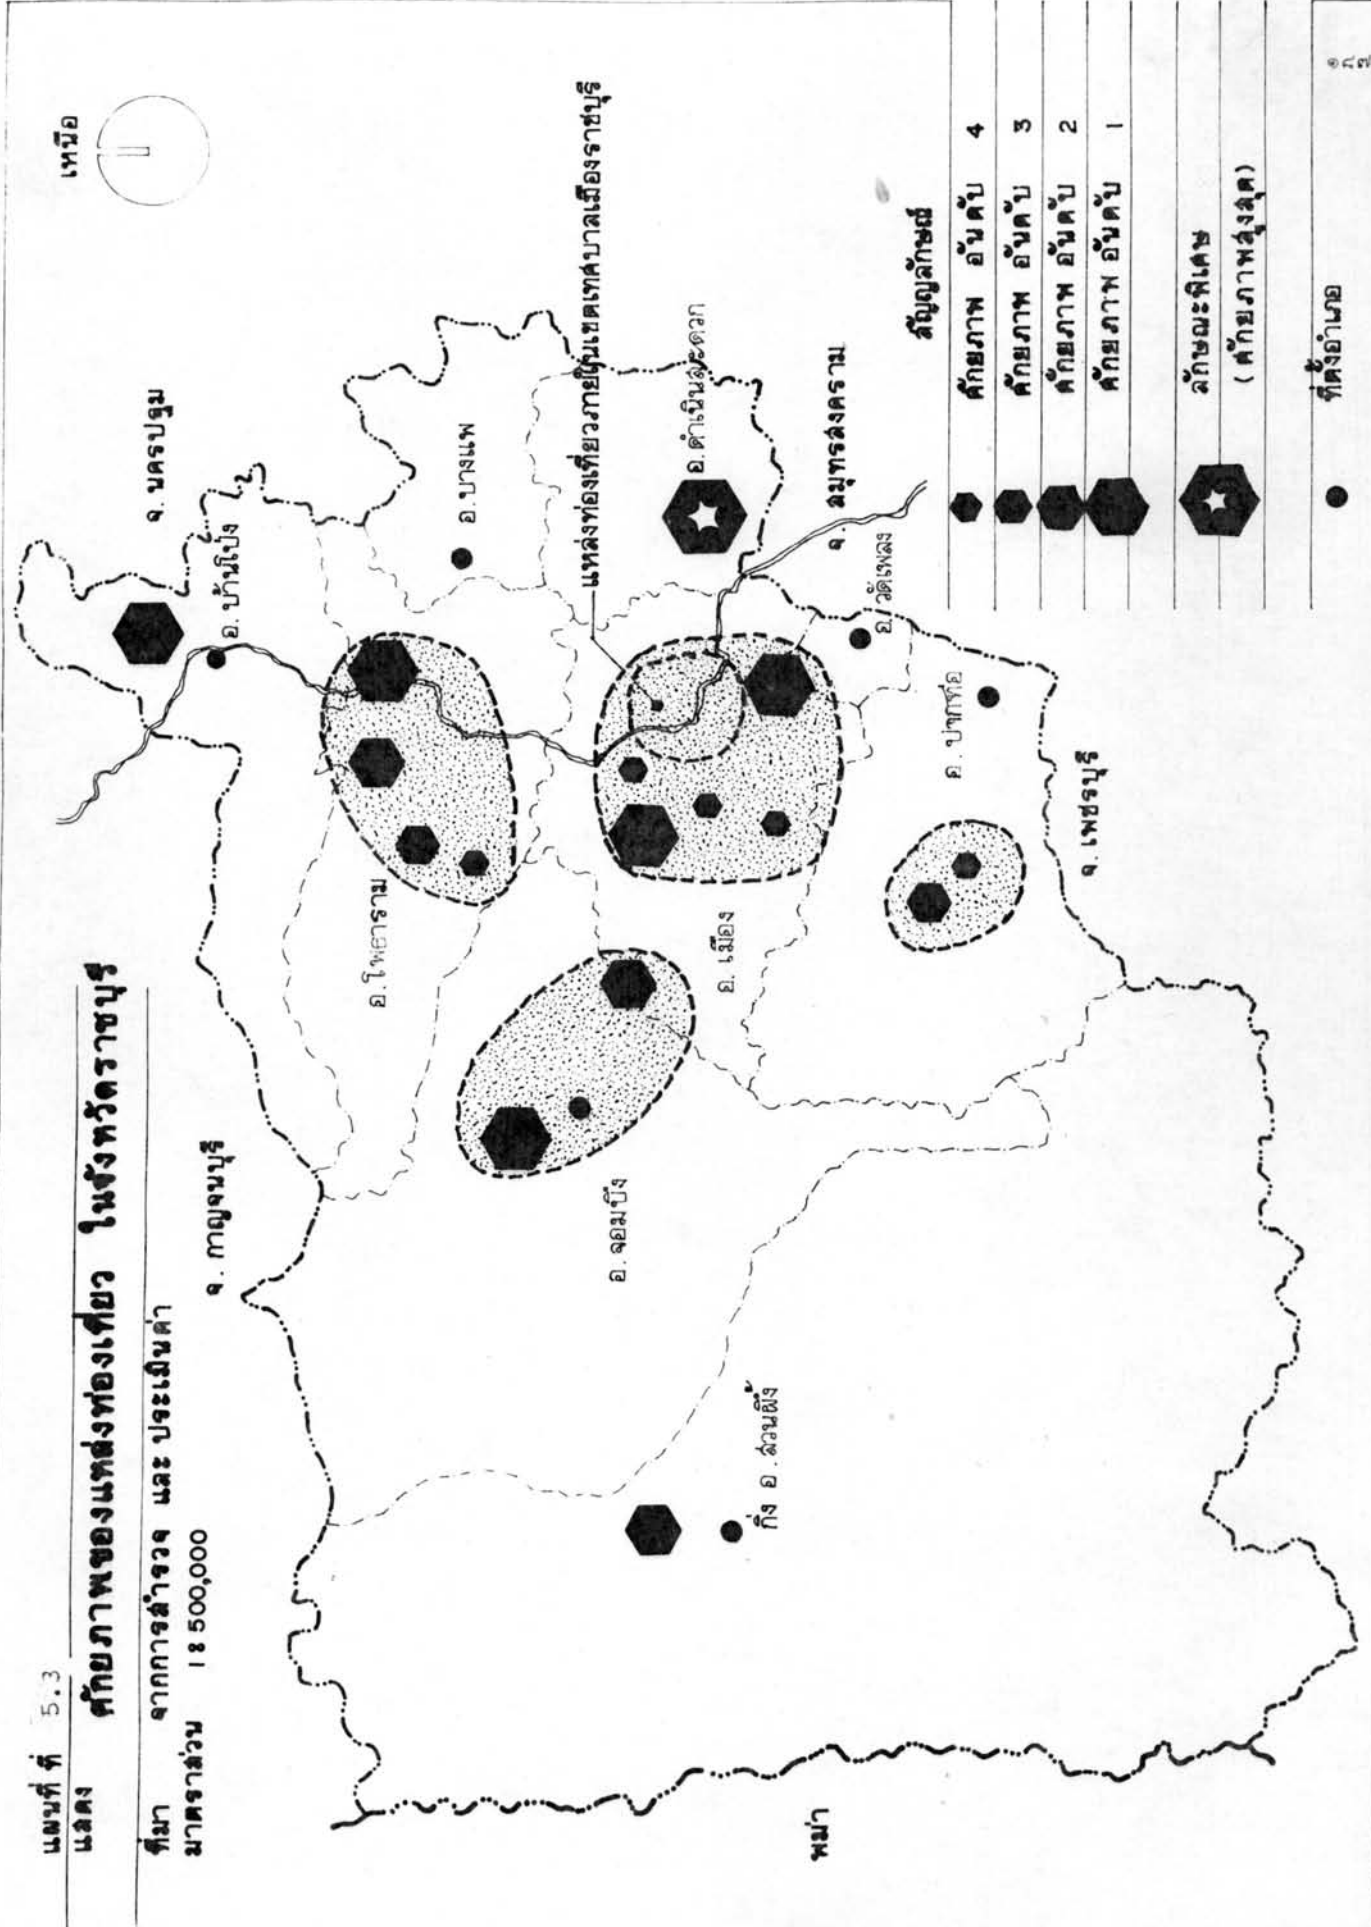 แผนที่ ที่ 5.3
แสดง ศักยภาพของแหล่งท่องเที่ยว ในจังหวัดราชบุรี
ที่มา จากการสำรวจ และ ประเมินค่า
มาตราส่วน 1:500,000
เหนือ
จ. กาญจนบุรี
จ. นครปฐม
อ. บ้านโป่ง
อ. โพธาราม
อ. บางแพ
แหล่งท่องเที่ยวภายในเขตเทศบาลเมืองราชบุรี
อ. ดำเนินสะดวก
อ. จอมบึง
อ. เมือง
จ. สมุทรสงคราม
อ. วัดเพลง
อ. ปากท่อ
กิ่ง อ. สวนผึ้ง
จ. เพชรบุรี
พม่า
สัญญลักษณ์
ศักยภาพ อันดับ 4
ศักยภาพ อันดับ 3
ศักยภาพ อันดับ 2
ศักยภาพ อันดับ 1
ลักษณะพิเศษ
(ศักยภาพสูงสุด)
ที่ตั้งอำเภอ
๑๘๗